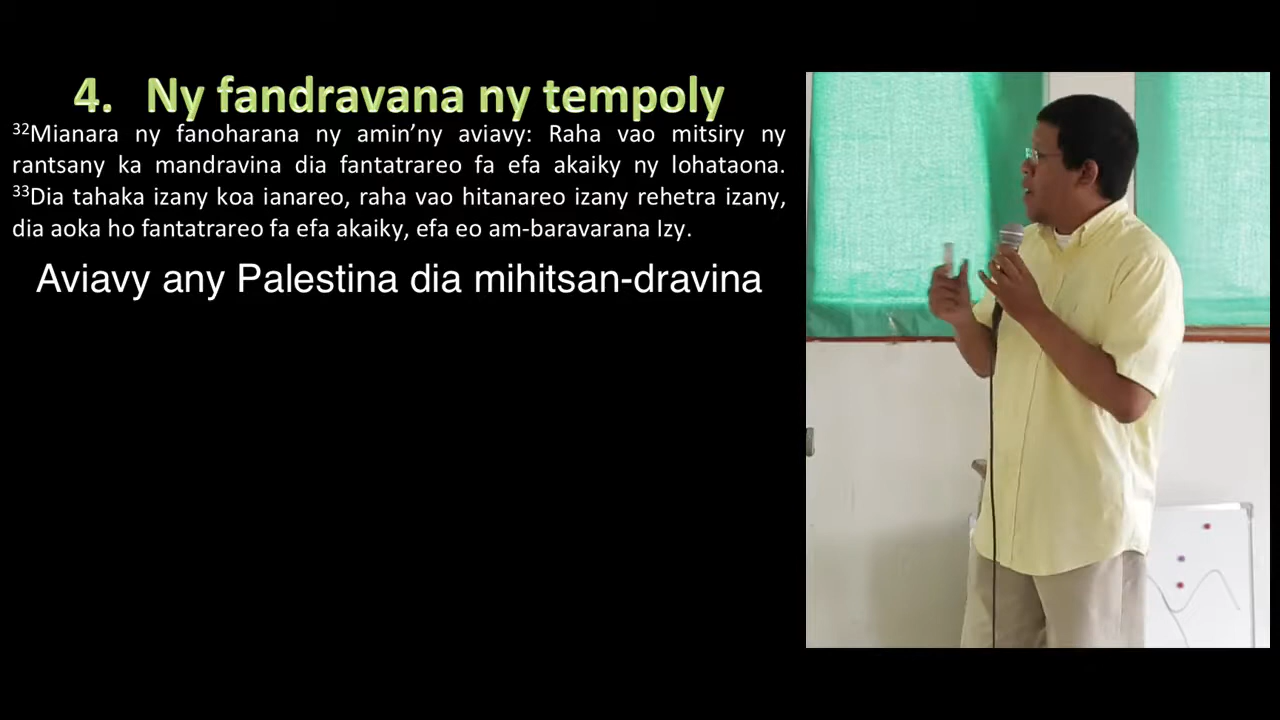 4. Ny fandravana ny tempoly
³²Mianara ny fanoharana ny amin’ny aviavy: Raha vao mitsiry ny
rantsany ka mandravina dia fantatrareo fa efa akaiky ny lohataona.
³³Dia tahaka izany koa ianareo, raha vao hitanareo izany rehetra izany,
dia aoka ho fantatrareo fa efa akaiky, efa eo am-baravarana Izy.
Aviavy any Palestina dia mihitsan-dravina